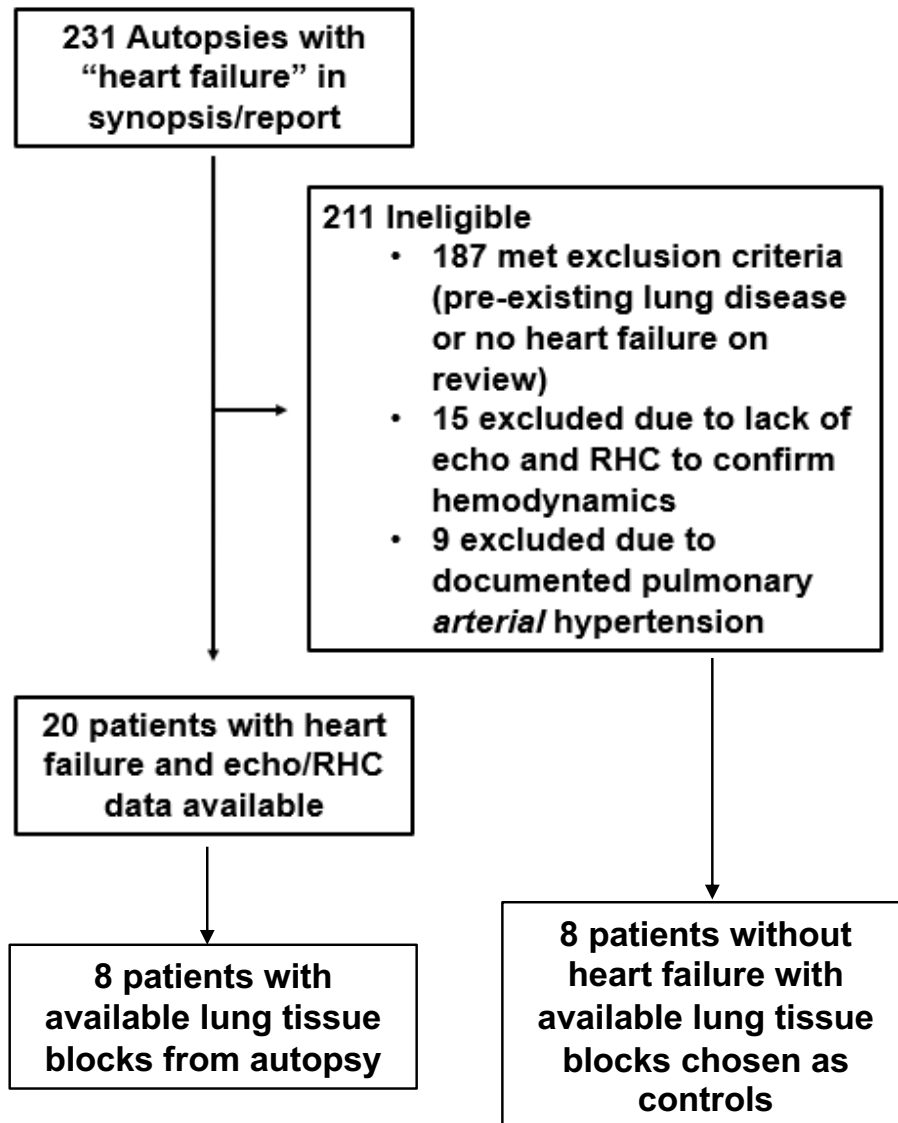 231 Autopsies with
“heart failure” in
synopsis/report
211 Ineligible
• 187 met exclusion criteria
(pre-existing lung disease
or no heart failure on
review)
• 15 excluded due to lack of
echo and RHC to confirm
hemodynamics
• 9 excluded due to
documented pulmonary
arterial hypertension
20 patients with heart
failure and echo/RHC
data available
8 patients with
available lung tissue
blocks from autopsy
8 patients without
heart failure with
available lung tissue
blocks chosen as
controls